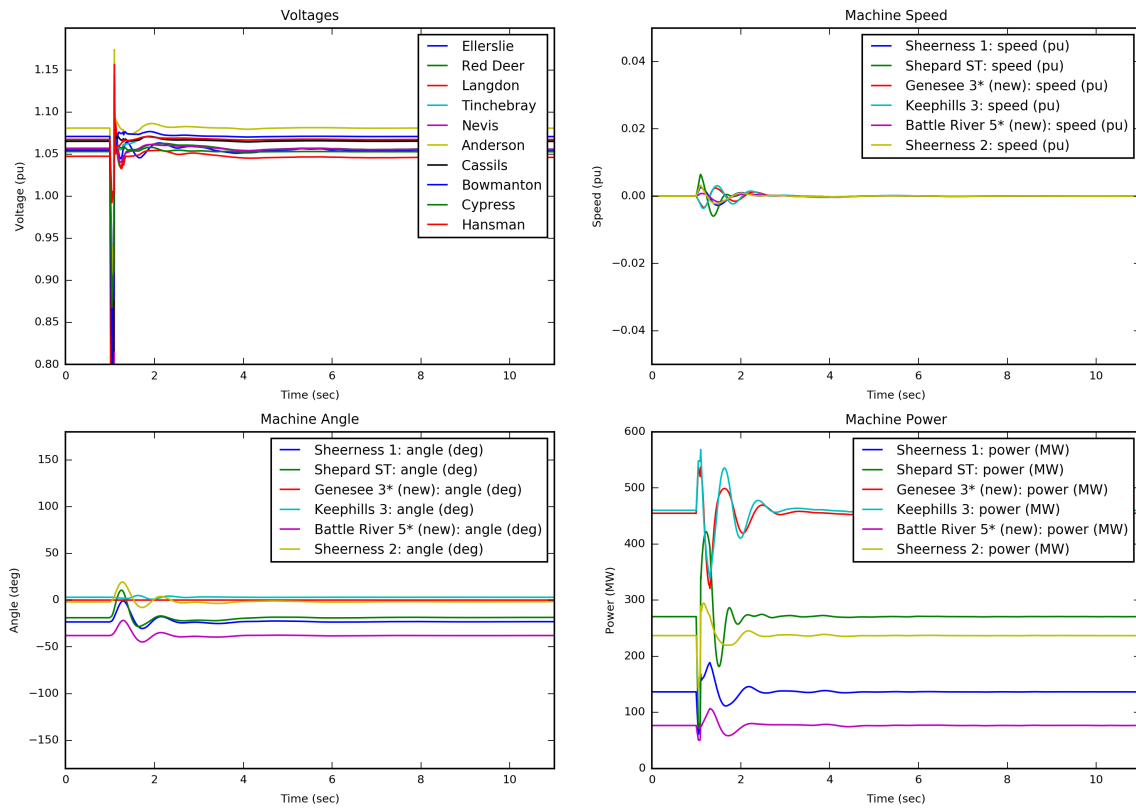 Voltages
1.15
1.10
1.05
1.00
0.95
0.90
0.85
0.80
Voltage (pu)
0
2
4
6
8
10
Time (sec)
Ellerslie
Red Deer
Langdon
Tinchebray
Nevis
Anderson
Cassils
Bowmanton
Cypress
Hansman
Machine Speed
0.04
0.02
0.00
−0.02
−0.04
Speed (pu)
0
2
4
6
8
10
Time (sec)
Sheerness 1: speed (pu)
Shepard ST: speed (pu)
Genesee 3* (new): speed (pu)
Keephills 3: speed (pu)
Battle River 5* (new): speed (pu)
Sheerness 2: speed (pu)
Machine Angle
150
100
50
0
−50
−100
−150
Angle (deg)
0
2
4
6
8
10
Time (sec)
Sheerness 1: angle (deg)
Shepard ST: angle (deg)
Genesee 3* (new): angle (deg)
Keephills 3: angle (deg)
Battle River 5* (new): angle (deg)
Sheerness 2: angle (deg)
Machine Power
600
500
400
300
200
100
0
Power (MW)
0
2
4
6
8
10
Time (sec)
Sheerness 1: power (MW)
Shepard ST: power (MW)
Genesee 3* (new): power (MW)
Keephills 3: power (MW)
Battle River 5* (new): power (MW)
Sheerness 2: power (MW)